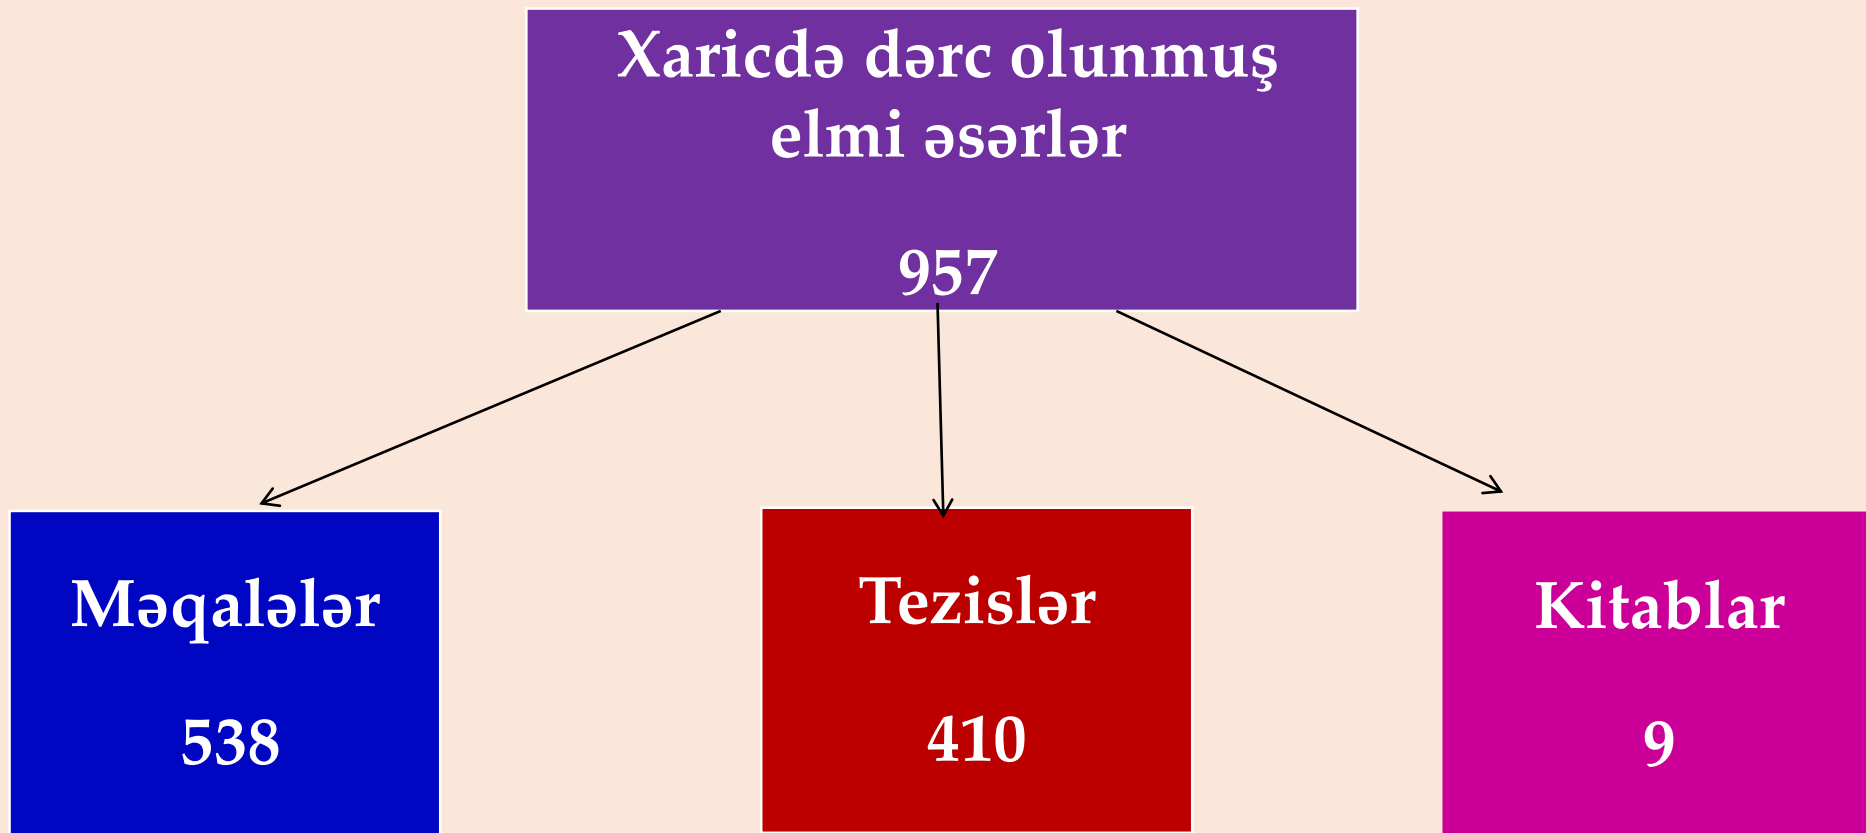 Xaricdə dərc olunmuş
elmi əsərlər
957
Məqalələr
538
Tezislər
410
Kitablar
9